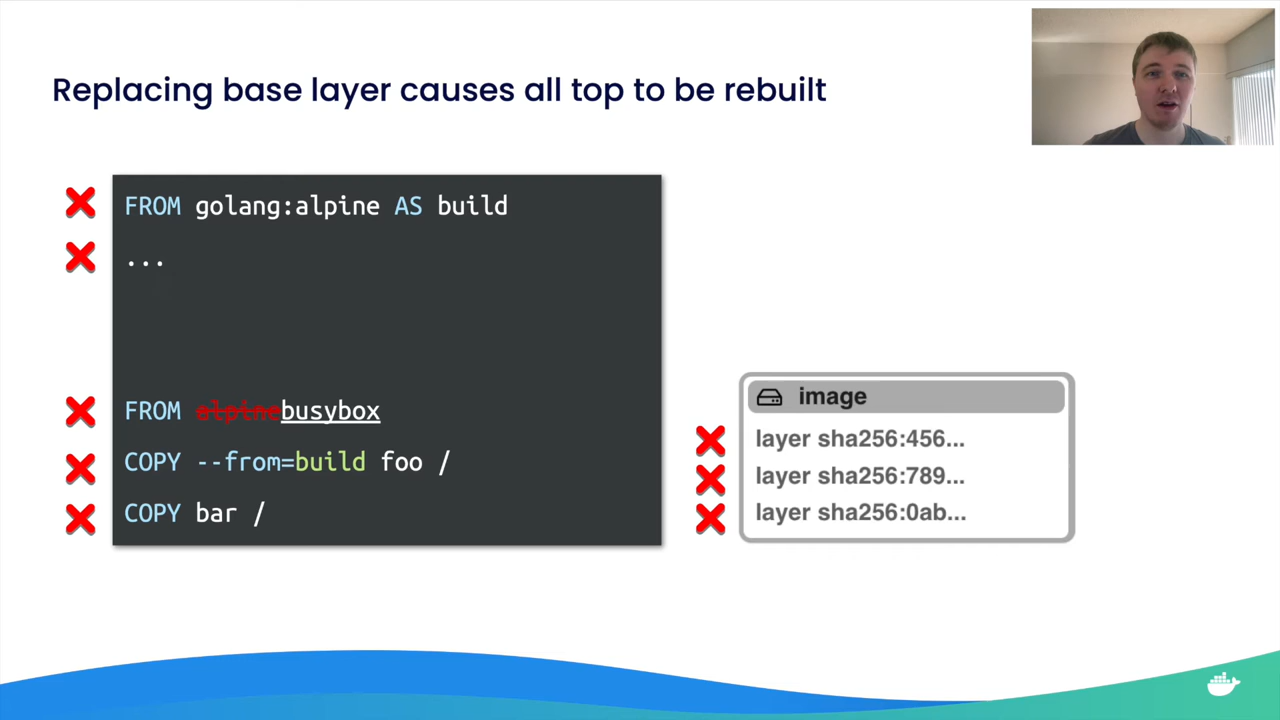 Replacing base layer causes all top to be rebuilt
FROM golang:alpine AS build
...
FROM alpinebusybox
COPY --from=build foo /
COPY bar /
image
layer sha256:456...
layer sha256:789...
layer sha256:0ab...